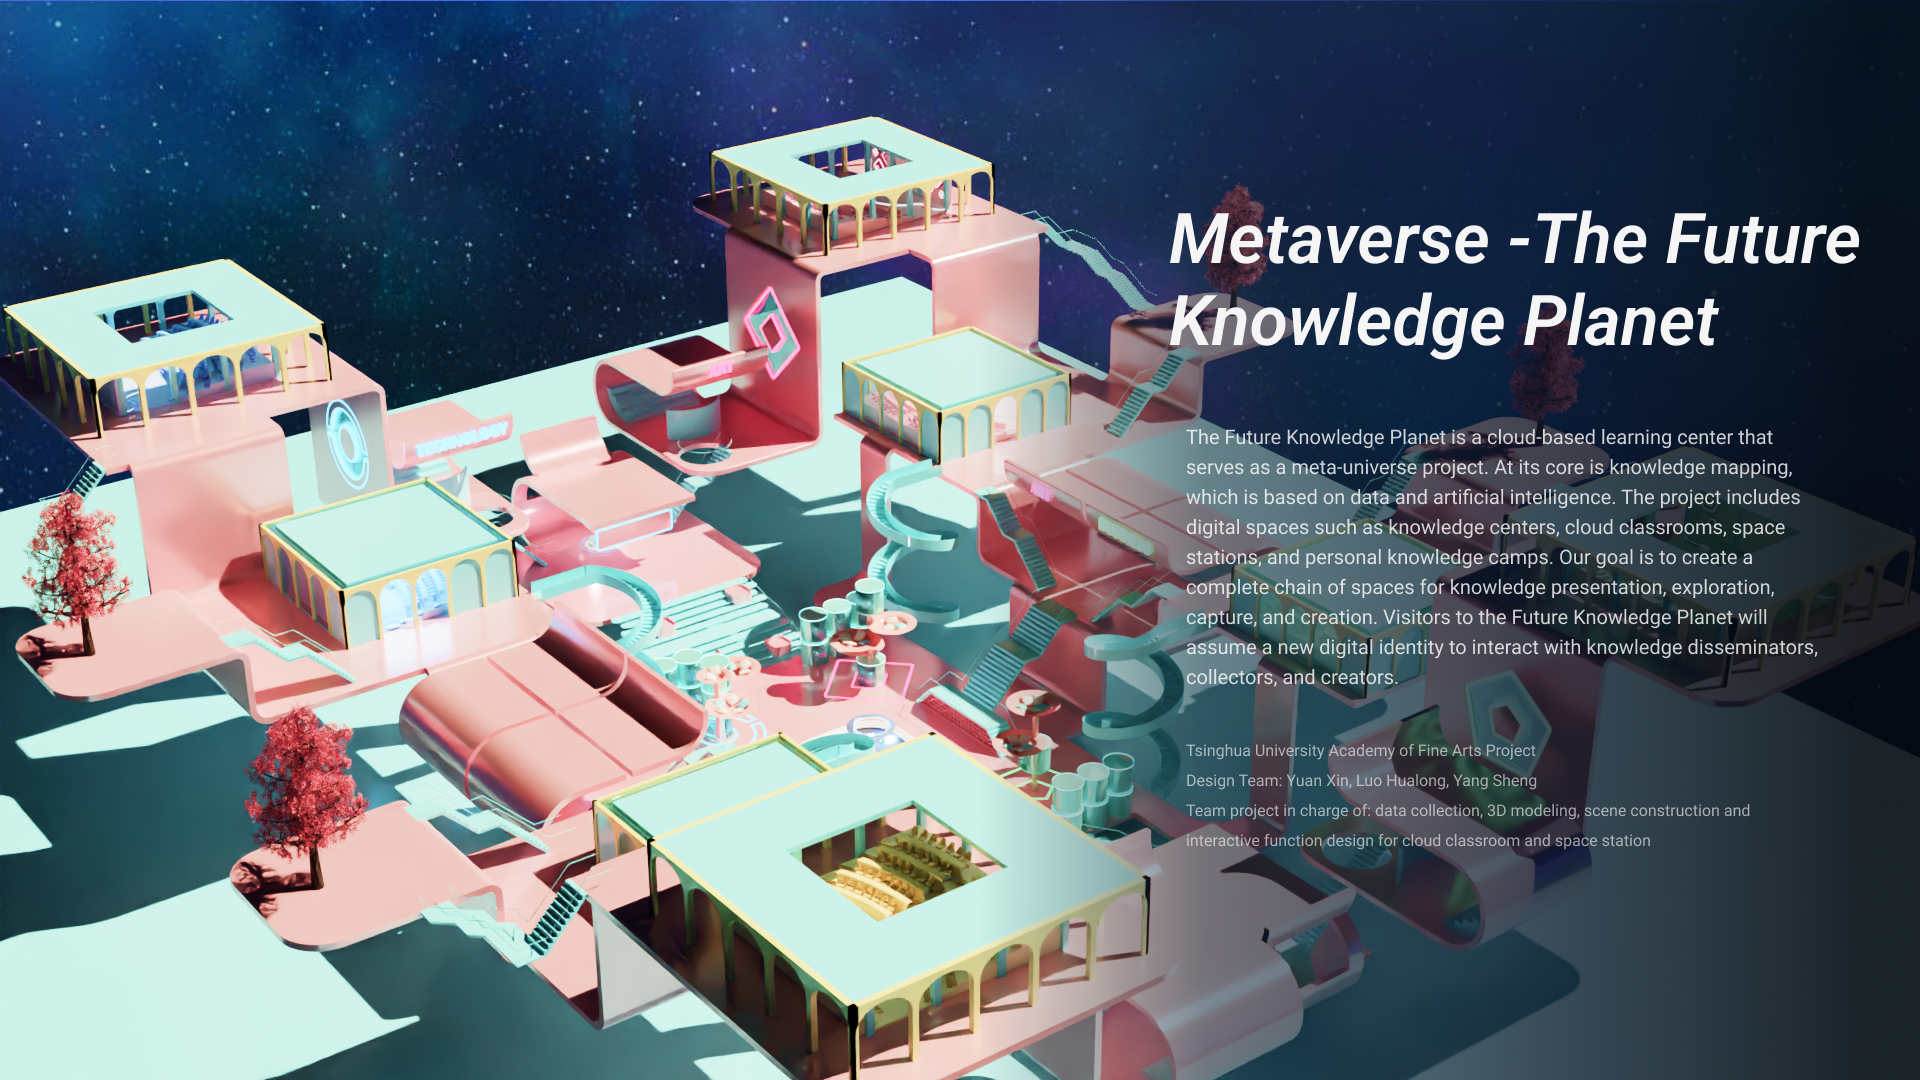 Metaverse -The Future
Knowledge Planet
The Future Knowledge Planet is a cloud-based learning center that
serves as a meta-universe project. At its core is knowledge mapping,
which is based on data and artificial intelligence. The project includes
digital spaces such as knowledge centers, cloud classrooms, space
stations, and personal knowledge camps. Our goal is to create a
complete chain of spaces for knowledge presentation, exploration,
capture, and creation. Visitors to the Future Knowledge Planet will
assume a new digital identity to interact with knowledge disseminators,
collectors, and creators.
Tsinghua University Academy of Fine Arts Project
Design Team: Yuan Xin, Luo Hualong, Yang Sheng
Team project in charge of: data collection, 3D modeling, scene construction and
interactive function design for cloud classroom and space station
TECHNOLOGY
ART